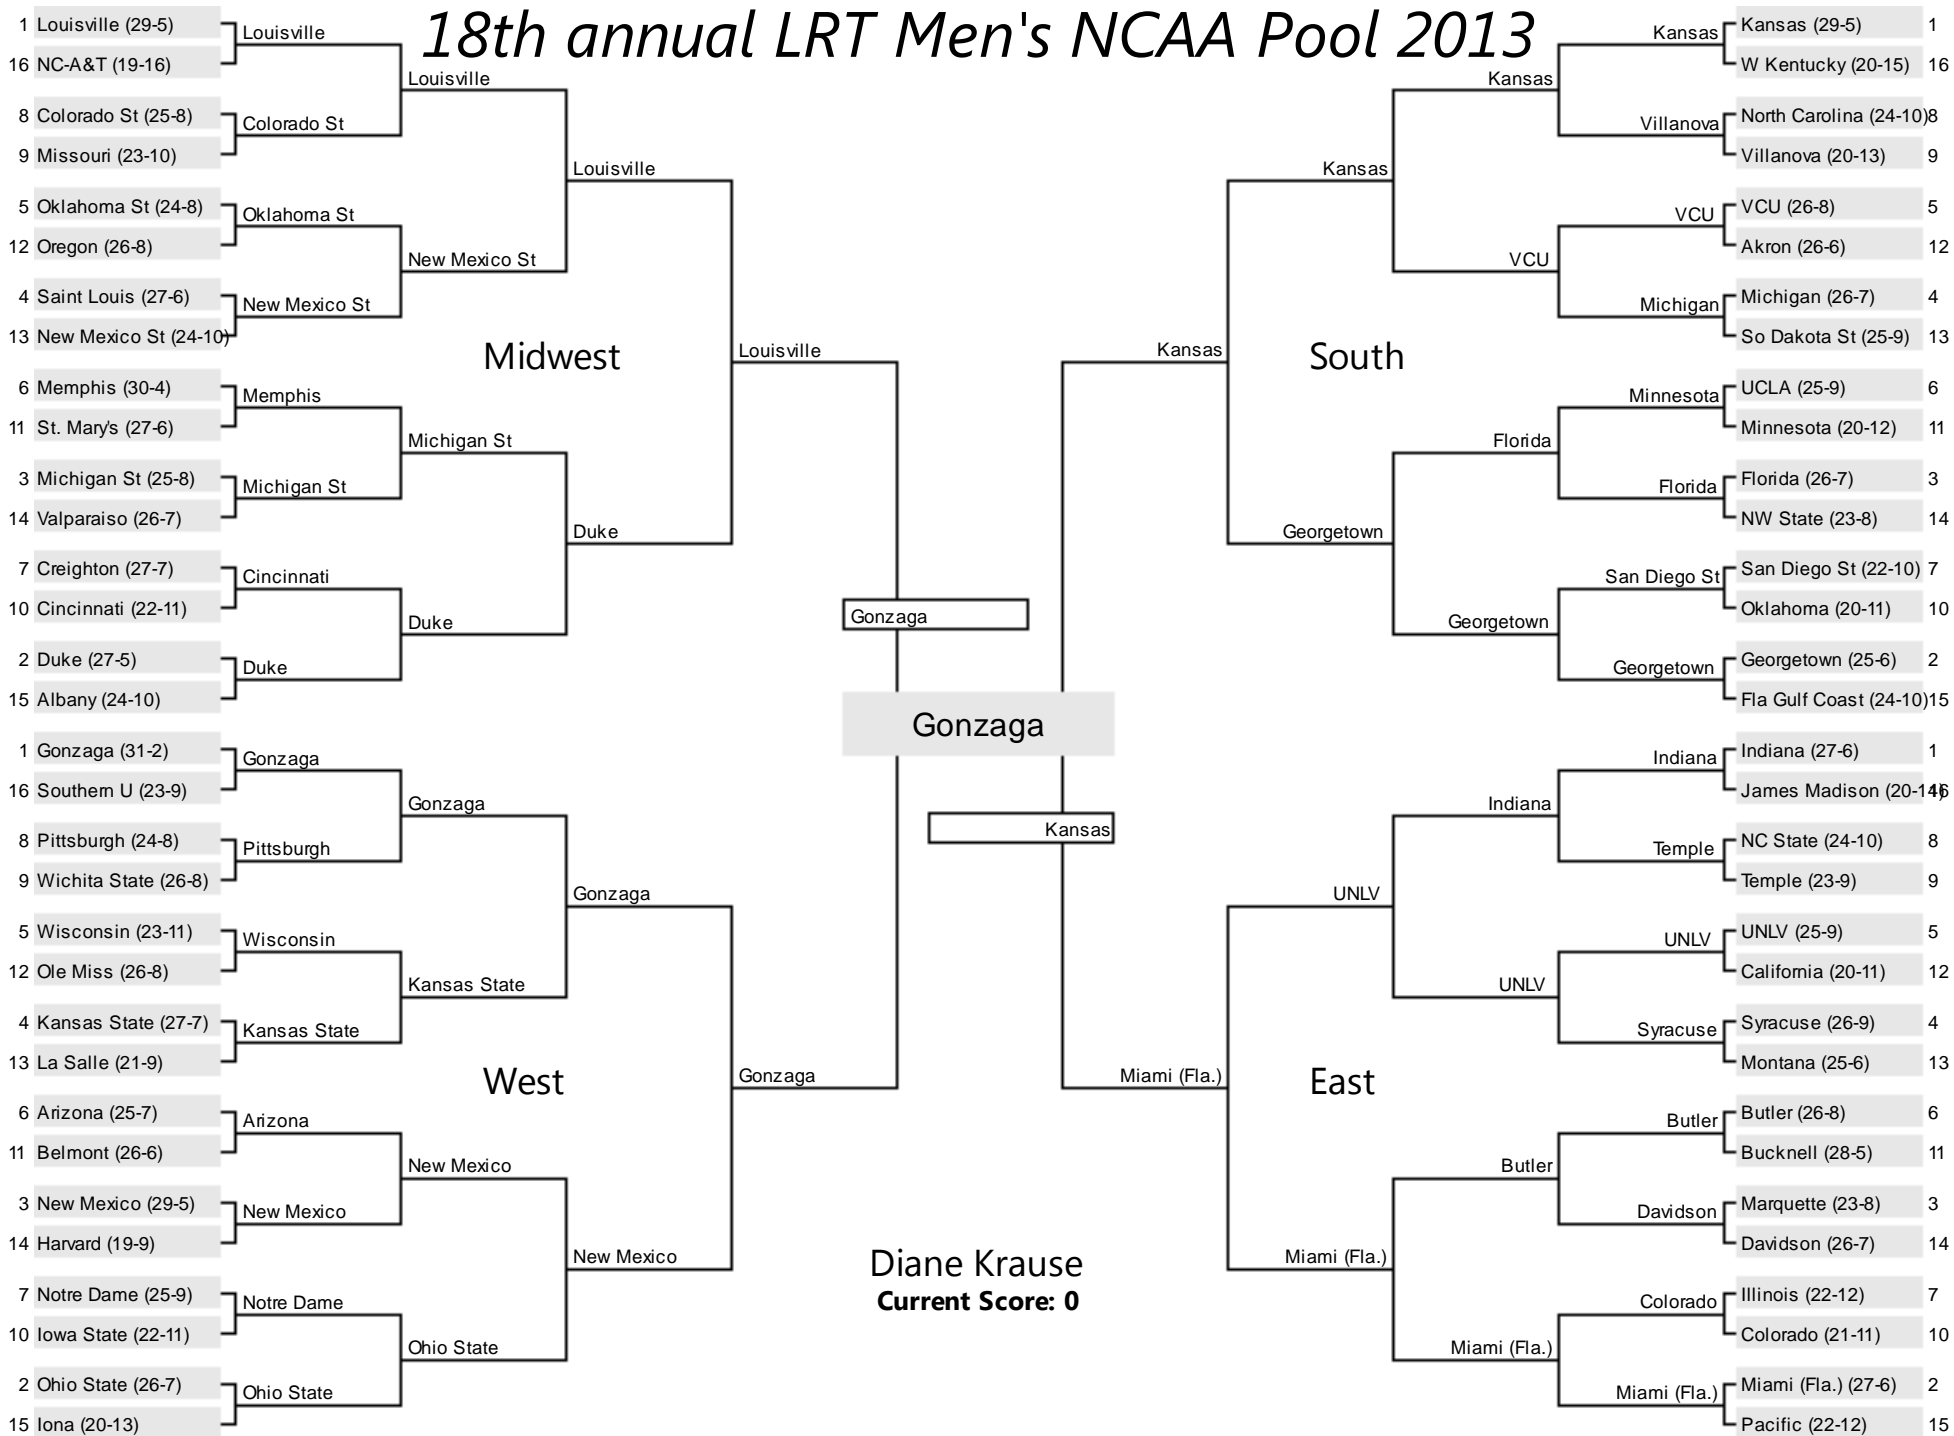 18th annual LRT Men's NCAA Pool 2013
1 Louisville (29-5)
16 NC-A&T (19-16)
8 Colorado St (25-8)
9 Missouri (23-10)
5 Oklahoma St (24-8)
12 Oregon (26-8)
4 Saint Louis (27-6)
13 New Mexico St (24-10)
6 Memphis (30-4)
11 St. Mary's (27-6)
3 Michigan St (25-8)
14 Valparaiso (26-7)
7 Creighton (27-7)
10 Cincinnati (22-11)
2 Duke (27-5)
15 Albany (24-10)
Louisville
Colorado St
Oklahoma St
New Mexico St
Memphis
Michigan St
Cincinnati
Duke
Louisville
New Mexico St
Michigan St
Duke
Louisville
Duke
Midwest
Louisville
1 Gonzaga (31-2)
16 Southern U (23-9)
8 Pittsburgh (24-8)
9 Wichita State (26-8)
5 Wisconsin (23-11)
12 Ole Miss (26-8)
4 Kansas State (27-7)
13 La Salle (21-9)
6 Arizona (25-7)
11 Belmont (26-6)
3 New Mexico (29-5)
14 Harvard (19-9)
7 Notre Dame (25-9)
10 Iowa State (22-11)
2 Ohio State (26-7)
15 Iona (20-13)
Gonzaga
Pittsburgh
Wisconsin
Kansas State
Arizona
New Mexico
Notre Dame
Ohio State
Gonzaga
Kansas State
New Mexico
Ohio State
Gonzaga
New Mexico
West
Gonzaga
Gonzaga
Gonzaga
Kansas
Diane Krause
Current Score: 0
Kansas (29-5) 1
W Kentucky (20-15) 16
North Carolina (24-10) 8
Villanova (20-13) 9
VCU (26-8) 5
Akron (26-6) 12
Michigan (26-7) 4
So Dakota St (25-9) 13
UCLA (25-9) 6
Minnesota (20-12) 11
Florida (26-7) 3
NW State (23-8) 14
San Diego St (22-10) 7
Oklahoma (20-11) 10
Georgetown (25-6) 2
Fla Gulf Coast (24-10) 15
Kansas
Villanova
VCU
Michigan
Minnesota
Florida
San Diego St
Georgetown
Kansas
VCU
Florida
Georgetown
Kansas
Georgetown
South
Kansas
Indiana (27-6) 1
James Madison (20-14) 16
NC State (24-10) 8
Temple (23-9) 9
UNLV (25-9) 5
California (20-11) 12
Syracuse (26-9) 4
Montana (25-6) 13
Butler (26-8) 6
Bucknell (28-5) 11
Marquette (23-8) 3
Davidson (26-7) 14
Illinois (22-12) 7
Colorado (21-11) 10
Miami (Fla.) (27-6) 2
Pacific (22-12) 15
Indiana
Temple
UNLV
Syracuse
Butler
Davidson
Colorado
Miami (Fla.)
Indiana
UNLV
Butler
Miami (Fla.)
UNLV
Miami (Fla.)
East
Miami (Fla.)